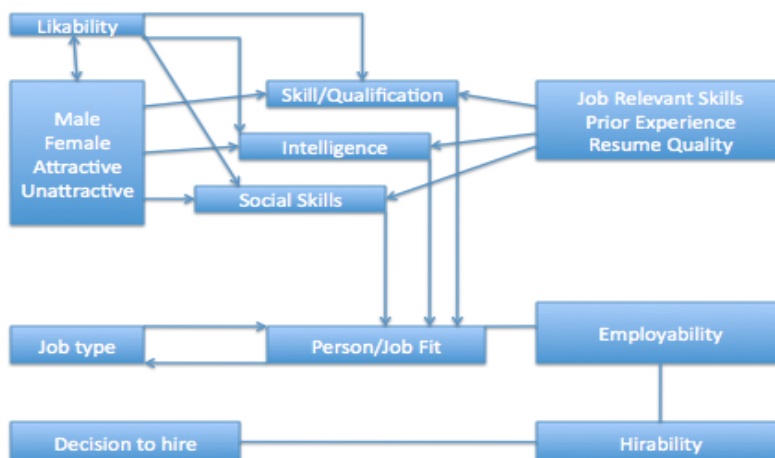 Likability
Male
Female
Attractive
Unattractive
Skill/Qualification
Intelligence
Social Skills
Job Relevant Skills
Prior Experience
Resume Quality
Job type
Person/Job Fit
Employability
Decision to hire
Hirability